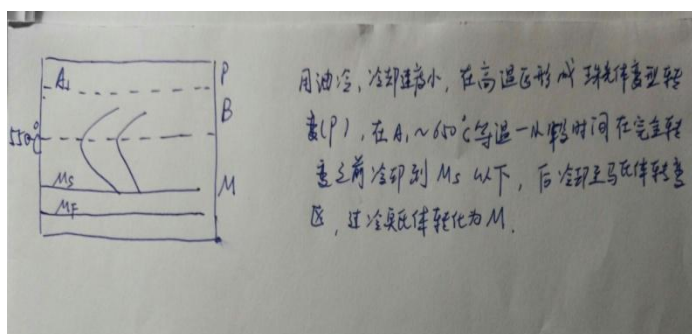 A₁
P
B
550℃
Ms
M
MF
用油冷,冷却速度小,在高温区形成珠光体变型转
变(P),在A₁~650℃等温一段时间在完全转
变之前冷却到Ms以下,后冷却至马氏体转变
区,过冷奥氏体转化为M.